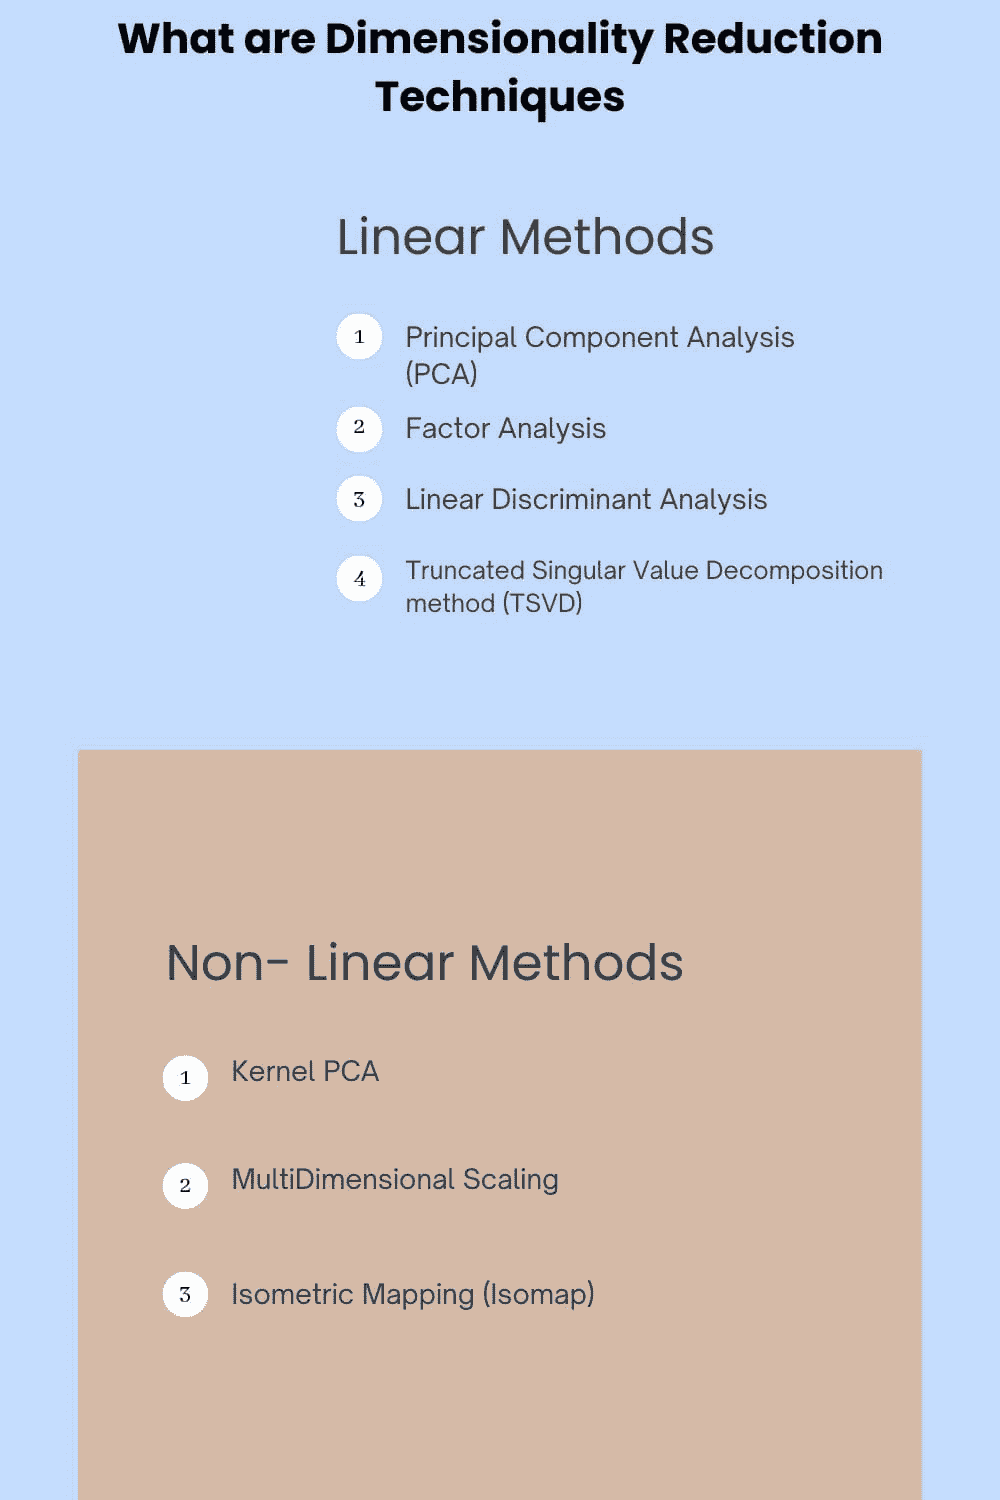 What are Dimensionality Reduction
Techniques
Linear Methods
1 Principal Component Analysis
(PCA)
2 Factor Analysis
3 Linear Discriminant Analysis
4 Truncated Singular Value Decomposition
method (TSVD)
Non- Linear Methods
1 Kernel PCA
2 MultiDimensional Scaling
3 Isometric Mapping (Isomap)